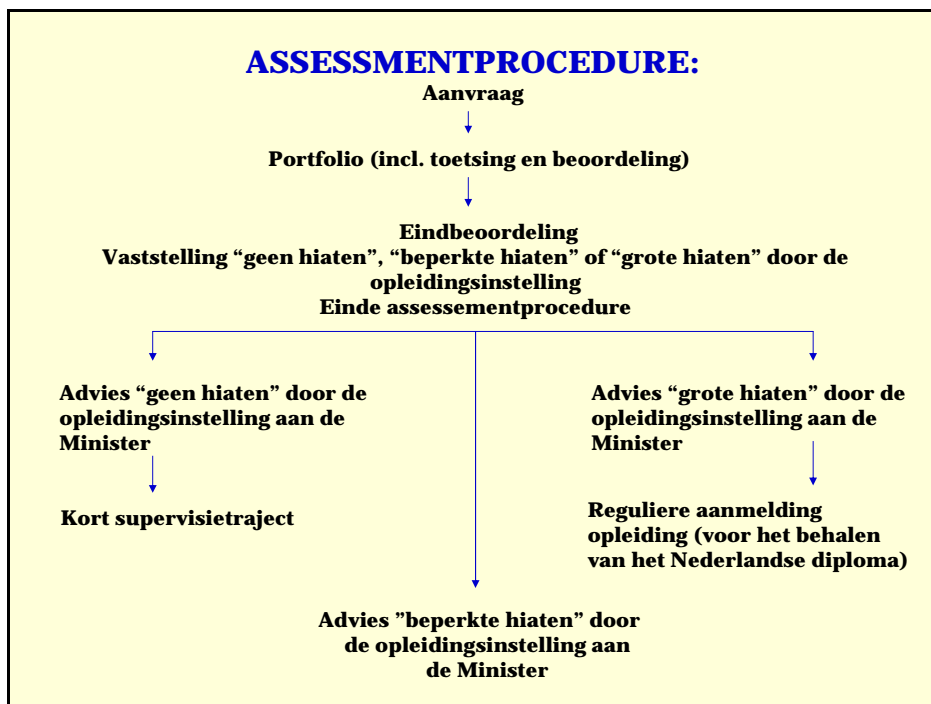 ASSESSMENTPROCEDURE:
Aanvraag
Portfolio (incl. toetsing en beoordeling)
Eindbeoordeling
Vaststelling “geen hiaten”, “beperkte hiaten” of “grote hiaten” door de
opleidingsinstelling
Einde assessementprocedure
Advies “geen hiaten” door de
opleidingsinstelling aan de
Minister
Kort supervisietraject
Advies “grote hiaten” door de
opleidingsinstelling aan de
Minister
Reguliere aanmelding
opleiding (voor het behalen
van het Nederlandse diploma)
Advies ”beperkte hiaten” door
de opleidingsinstelling aan
de Minister